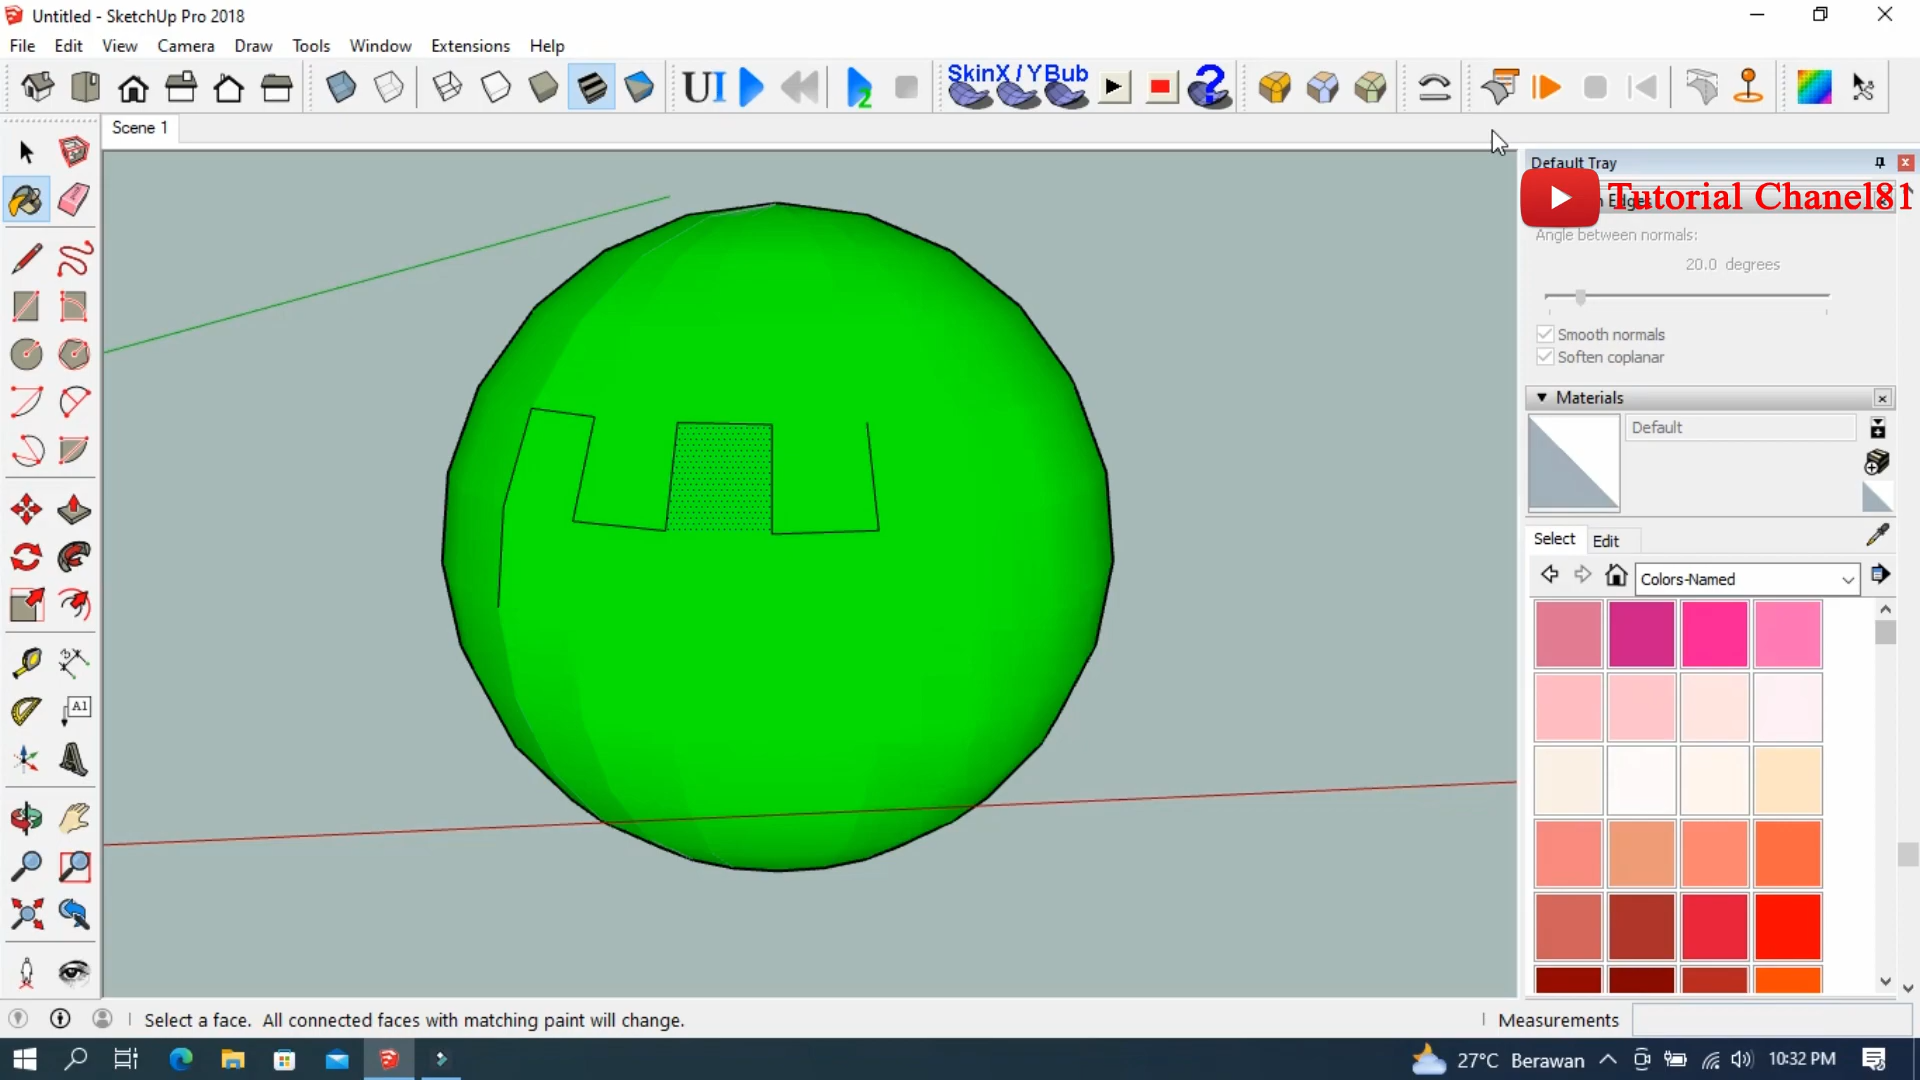 Untitled - SketchUp Pro 2018
File Edit View Camera Draw Tools Window Extensions Help
UI
2
SkinX / YBub
?
Scene 1
Default Tray
Tutorial Chanel81
Angle between normals:
20.0 degrees
Smooth normals
Soften coplanar
Materials
Default
Select Edit
Colors-Named
A1
Select a face. All connected faces with matching paint will change.
Measurements
27°C Berawan
10:32 PM